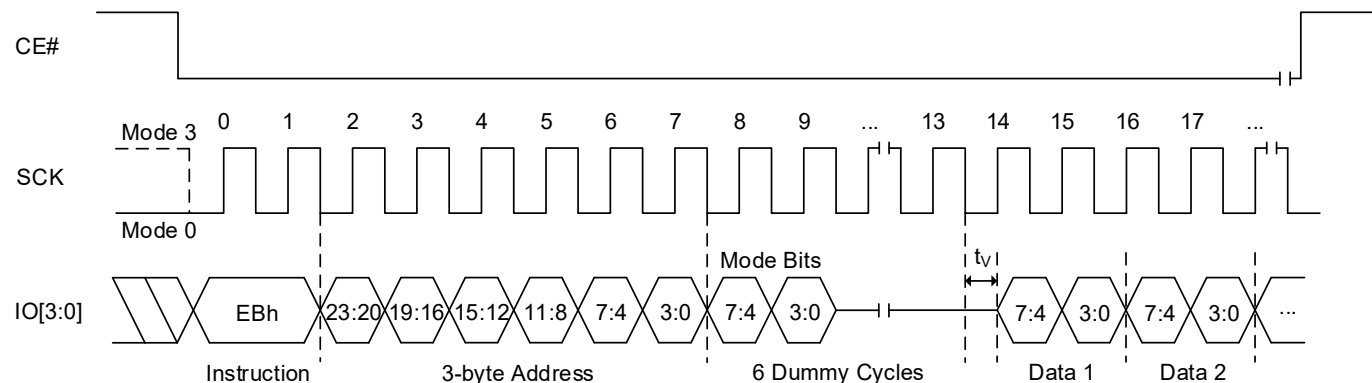 CE#
0 1 2 3 4 5 6 7 8 9 ... 13 14 15 16 17 ...
Mode 3
SCK
Mode 0
Mode Bits
tV
IO[3:0] EBh 23:20 19:16 15:12 11:8 7:4 3:0 7:4 3:0 7:4 3:0 7:4 3:0 ...
Instruction 3-byte Address 6 Dummy Cycles Data 1 Data 2